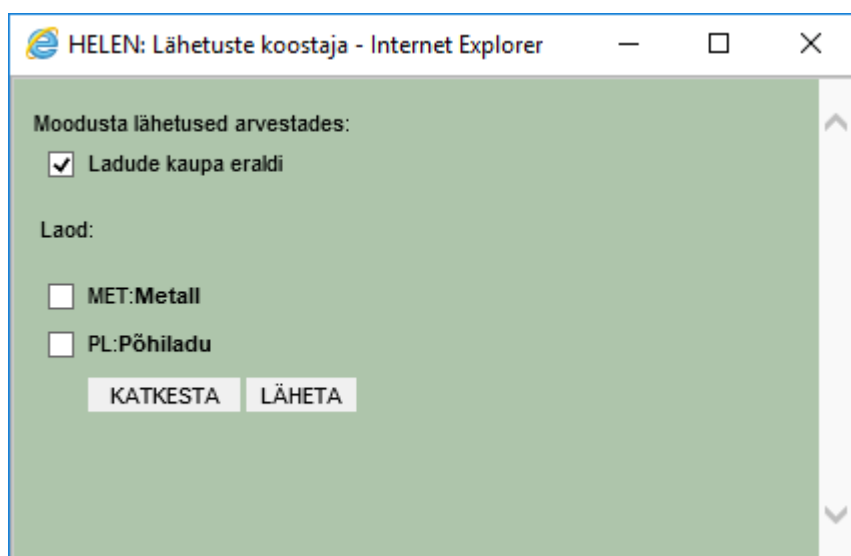 HELEN: Lähetuste koostaja - Internet Explorer
Moodusta lähetused arvestades:
Ladude kaupa eraldi
Laod:
MET:Metall
PL:Põhiladu
KATKESTA LÄHETA